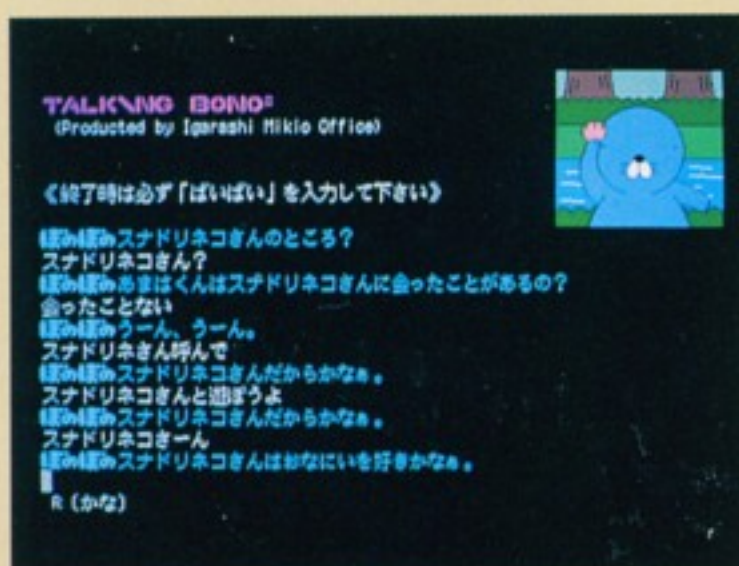 TALKING BONO²
(Producted by Igarashi Mikio Office)
《終了時は必ず「ばいばい」を入力して下さい》
ぼのぼのスナドリネコさんのところ?
スナドリネコさん?
ぼのぼのあまばくんはスナドリネコさんに会ったことがあるの?
会ったことない
ぼのぼのうーん、うーん。
スナドリネさん呼んで
ぼのぼのスナドリネコさんだからかなぁ。
スナドリネコさんと遊ぼうよ
ぼのぼのスナドリネコさんだからかなぁ。
スナドリネコさーん
ぼのぼのスナドリネコさんはおなにいを好きかなぁ。
R(かな)